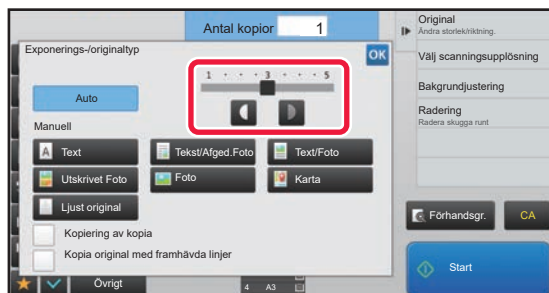 Antal kopior 1
Exponerings-/originaltyp
OK
1 · · 3 · · 5
Auto
Manuell
A Text
Tekst/Afged.Foto
Text/Foto
Utskrivet Foto
Foto
Karta
Ljust original
Kopiering av kopia
Kopia original med framhävda linjer
Övrigt
4 A3
Original
Ändra storlek/riktning.
Välj scanningsupplösning
Bakgrundjustering
Radering
Radera skugga runt
Förhandsgr.
CA
Start